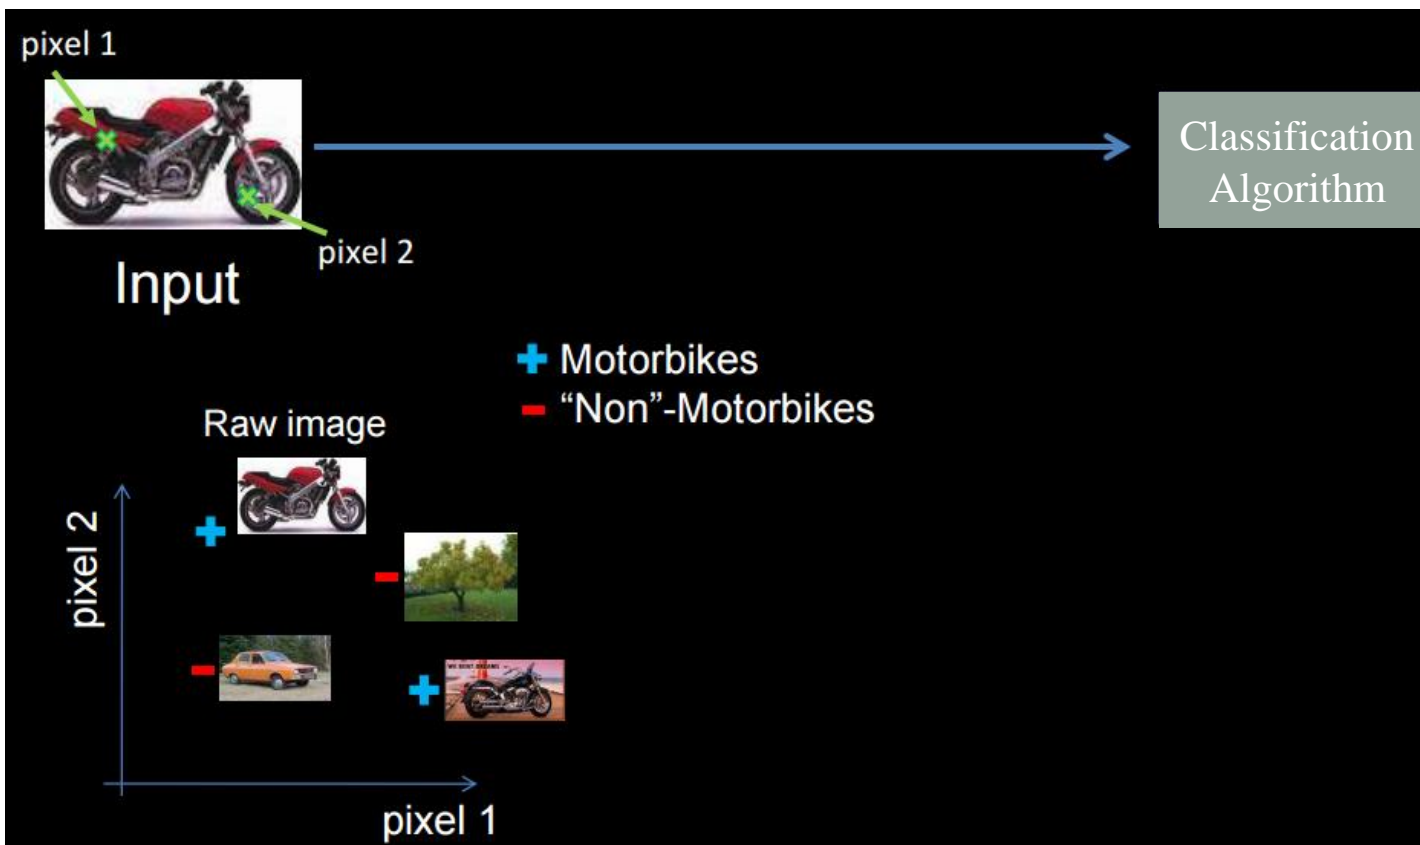 pixel 1
Classification
Algorithm
pixel 2
Input
Motorbikes
“Non”-Motorbikes
Raw image
pixel 2
pixel 1